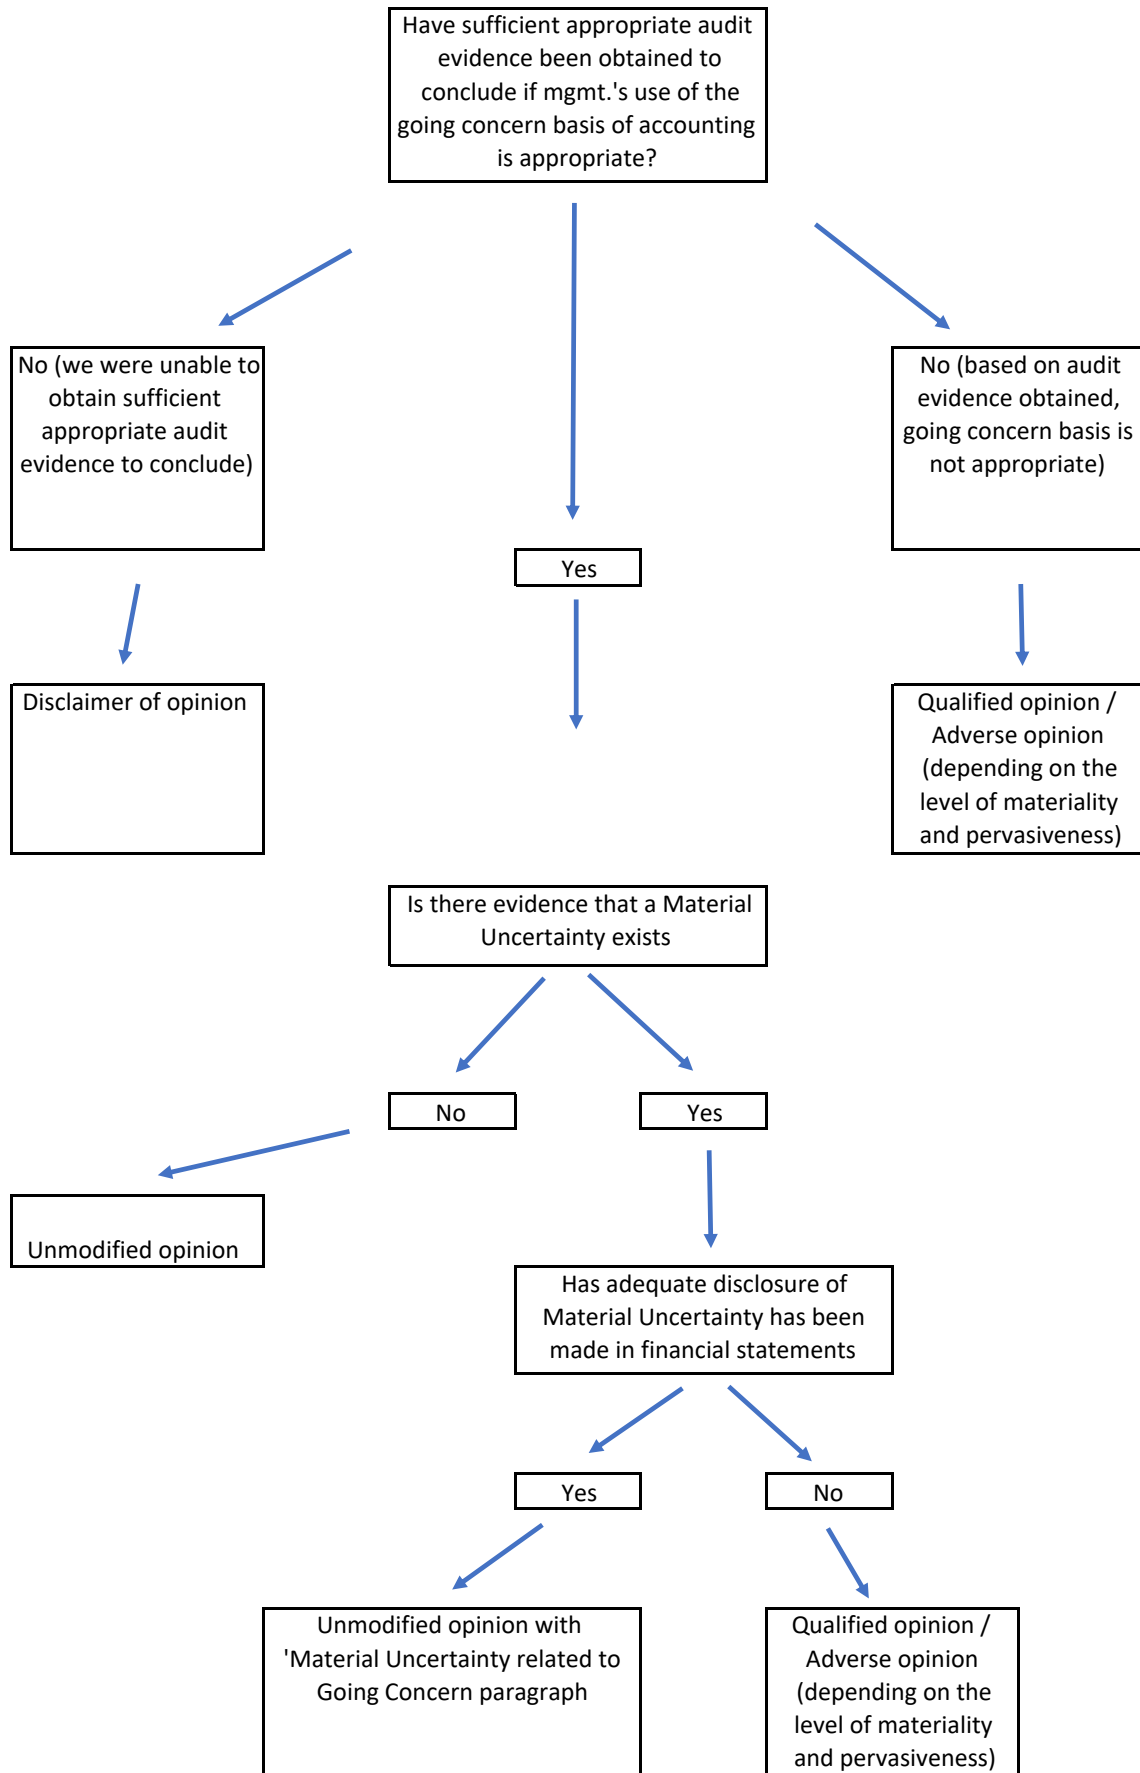 Have sufficient appropriate audit
evidence been obtained to
conclude if mgmt.'s use of the
going concern basis of accounting
is appropriate?
No (we were unable to
obtain sufficient
appropriate audit
evidence to conclude)
No (based on audit
evidence obtained,
going concern basis is
not appropriate)
Yes
Disclaimer of opinion
Qualified opinion /
Adverse opinion
(depending on the
level of materiality
and pervasiveness)
Is there evidence that a Material
Uncertainty exists
No
Yes
Unmodified opinion
Has adequate disclosure of
Material Uncertainty has been
made in financial statements
Yes
No
Unmodified opinion with
'Material Uncertainty related to
Going Concern paragraph
Qualified opinion /
Adverse opinion
(depending on the
level of materiality
and pervasiveness)